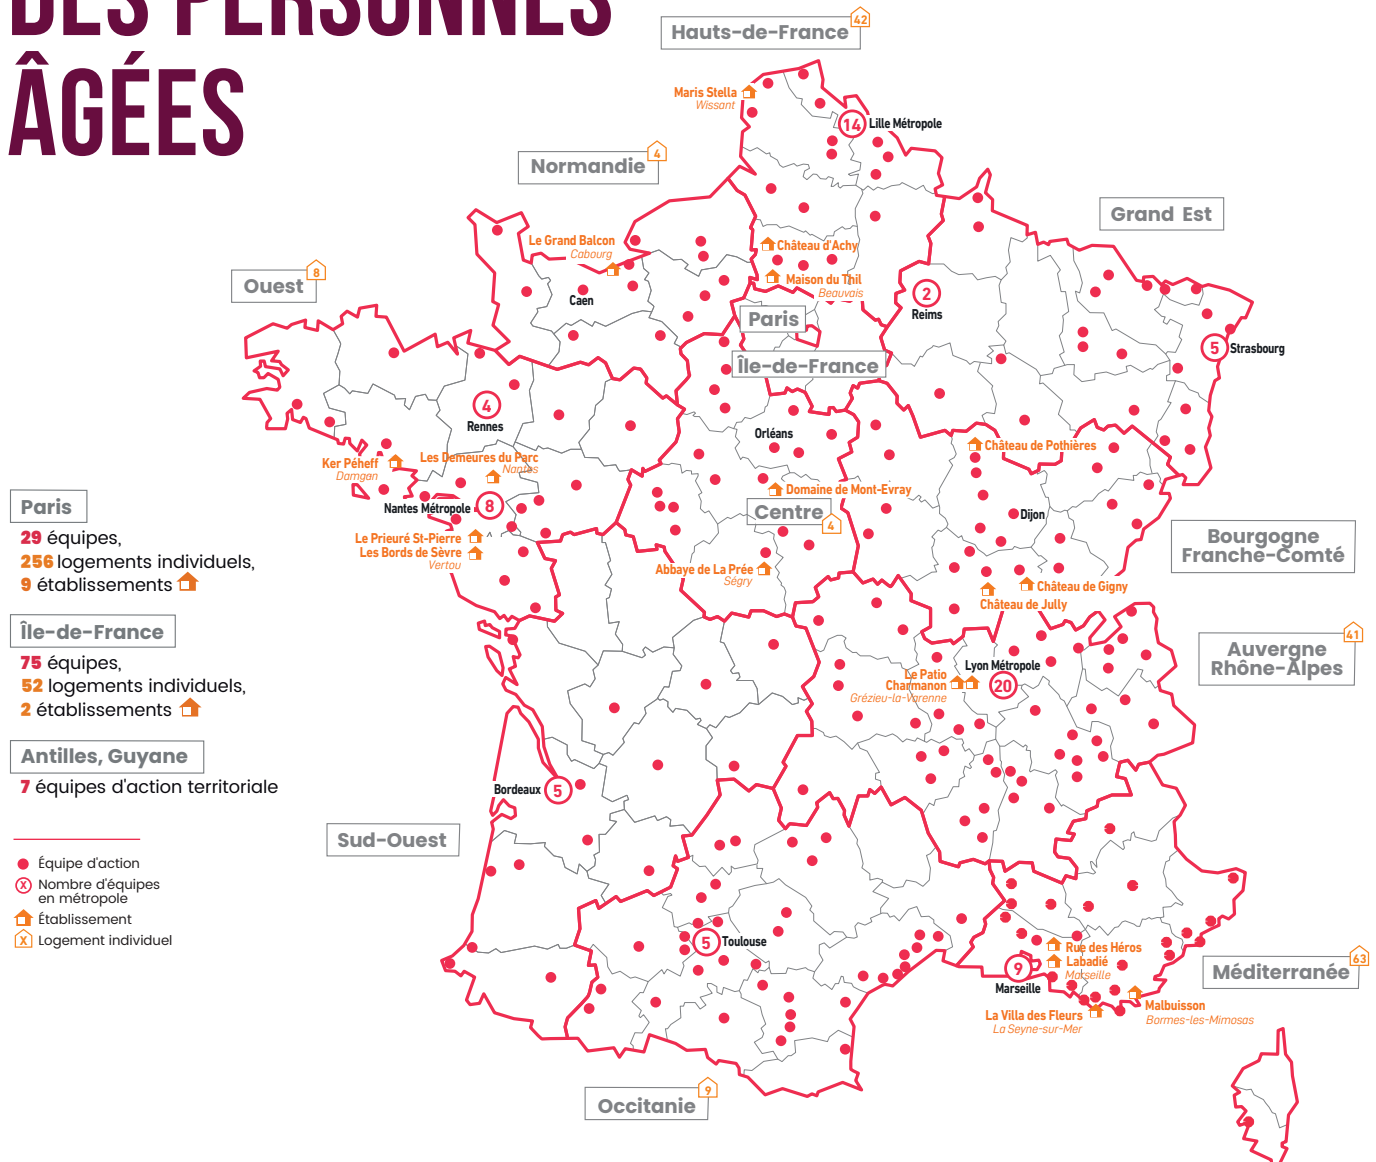 DES PERSONNES
ÂGÉES
Hauts-de-France
42
Maris Stella
Wissant
14
Lille Métropole
Normandie
4
Grand Est
Le Grand Balcon
Cabourg
Château d'Achy
Maison du Thil
Beauvais
Ouest
8
Caen
2
Reims
Paris
Île-de-France
5
Strasbourg
4
Rennes
Orléans
Château de Pothières
Ker Péheff
Damgan
Les Demeures du Parc
Nantes
Domaine de Mont-Evray
Nantes Métropole
8
Centre
4
Dijon
Le Prieuré St-Pierre
Les Bords de Sèvre
Vertou
Bourgogne
Franche-Comté
Abbaye de La Prée
Ségry
Château de Gigny
Château de Jully
Paris
29 équipes,
256 logements individuels,
9 établissements
Île-de-France
75 équipes,
52 logements individuels,
2 établissements
Antilles, Guyane
7 équipes d'action territoriale
Auvergne
Rhône-Alpes
41
Lyon Métropole
20
Le Patio
Charmanon
Grézieu-la-Varenne
Bordeaux
5
Sud-Ouest
Équipe d'action
X
Nombre d'équipes
en métropole
Établissement
X
Logement individuel
5
Toulouse
Rue des Héros
Labadié
Marseille
9
Marseille
Méditerranée
63
Malbuisson
Bormes-les-Mimosas
La Villa des Fleurs
La Seyne-sur-Mer
Occitanie
9